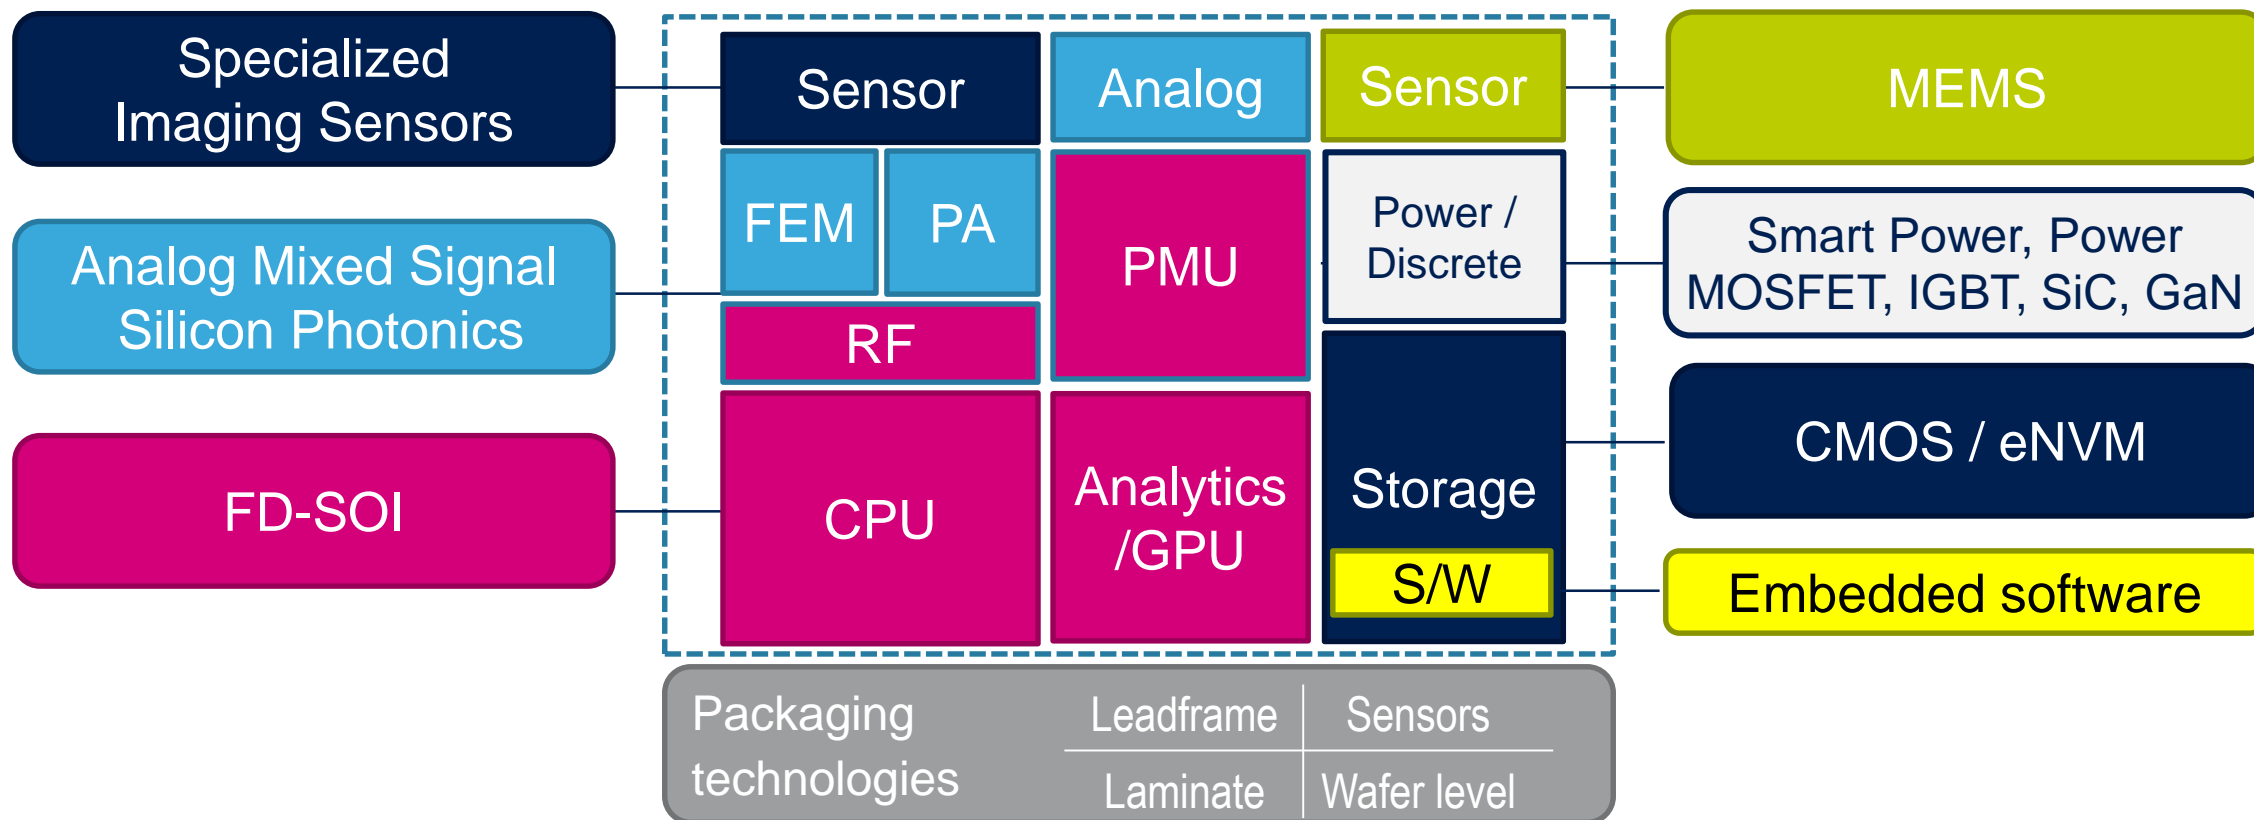 Specialized
Imaging Sensors
Analog Mixed Signal
Silicon Photonics
FD-SOI
Sensor
Analog
Sensor
FEM
PA
PMU
Power /
Discrete
RF
CPU
Analytics
/GPU
Storage
S/W
MEMS
Smart Power, Power
MOSFET, IGBT, SiC, GaN
CMOS / eNVM
Embedded software
Packaging
technologies
Leadframe
Sensors
Laminate
Wafer level